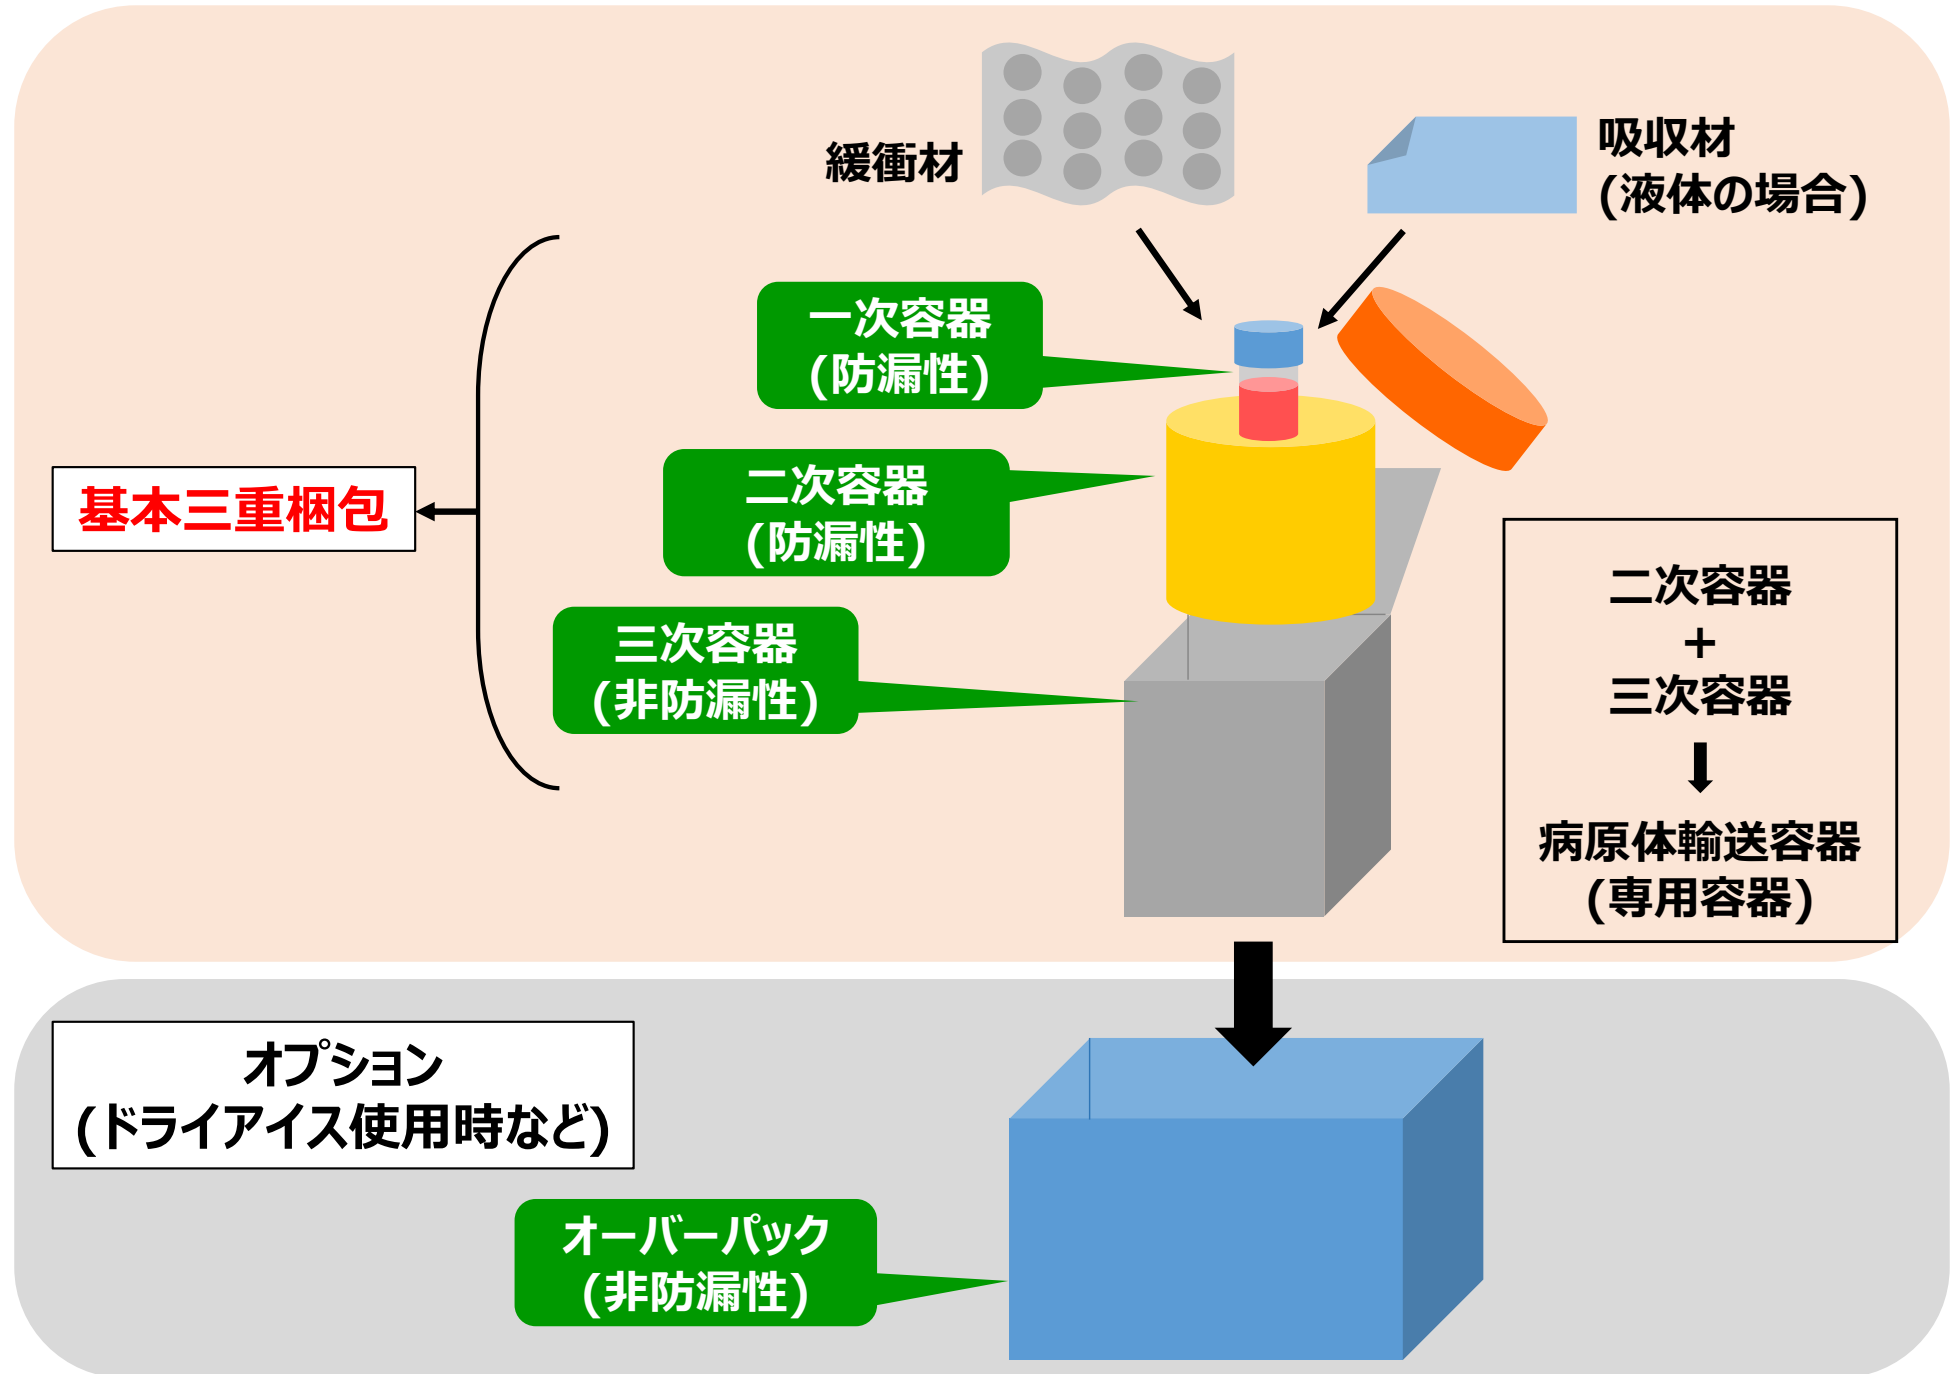 緩衝材
吸収材
(液体の場合)
一次容器
(防漏性)
二次容器
(防漏性)
基本三重梱包
三次容器
(非防漏性)
二次容器
+
三次容器
病原体輸送容器
(専用容器)
オプション
(ドライアイス使用時など)
オーバーパック
(非防漏性)